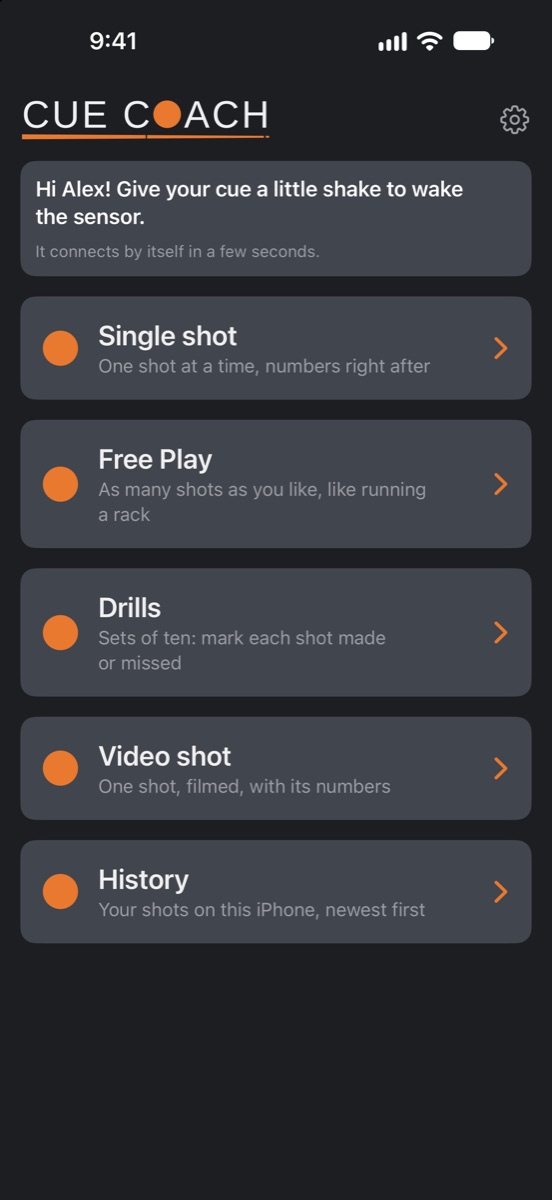 9:41
CUE COACH
Hi Alex! Give your cue a little shake to wake
the sensor.
It connects by itself in a few seconds.
Single shot
One shot at a time, numbers right after
Free Play
As many shots as you like, like running
a rack
Drills
Sets of ten: mark each shot made
or missed
Video shot
One shot, filmed, with its numbers
History
Your shots on this iPhone, newest first